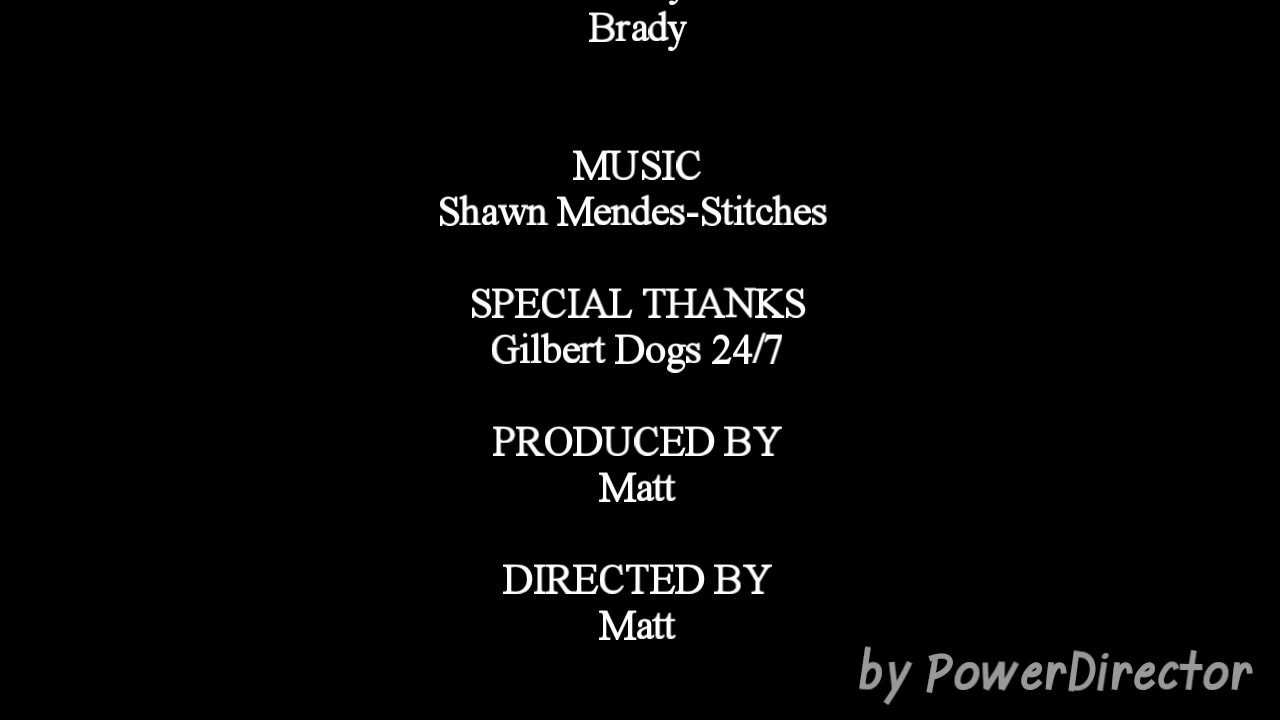 Brady
MUSIC
Shawn Mendes-Stitches
SPECIAL THANKS
Gilbert Dogs 24/7
PRODUCED BY
Matt
DIRECTED BY
Matt
by PowerDirector